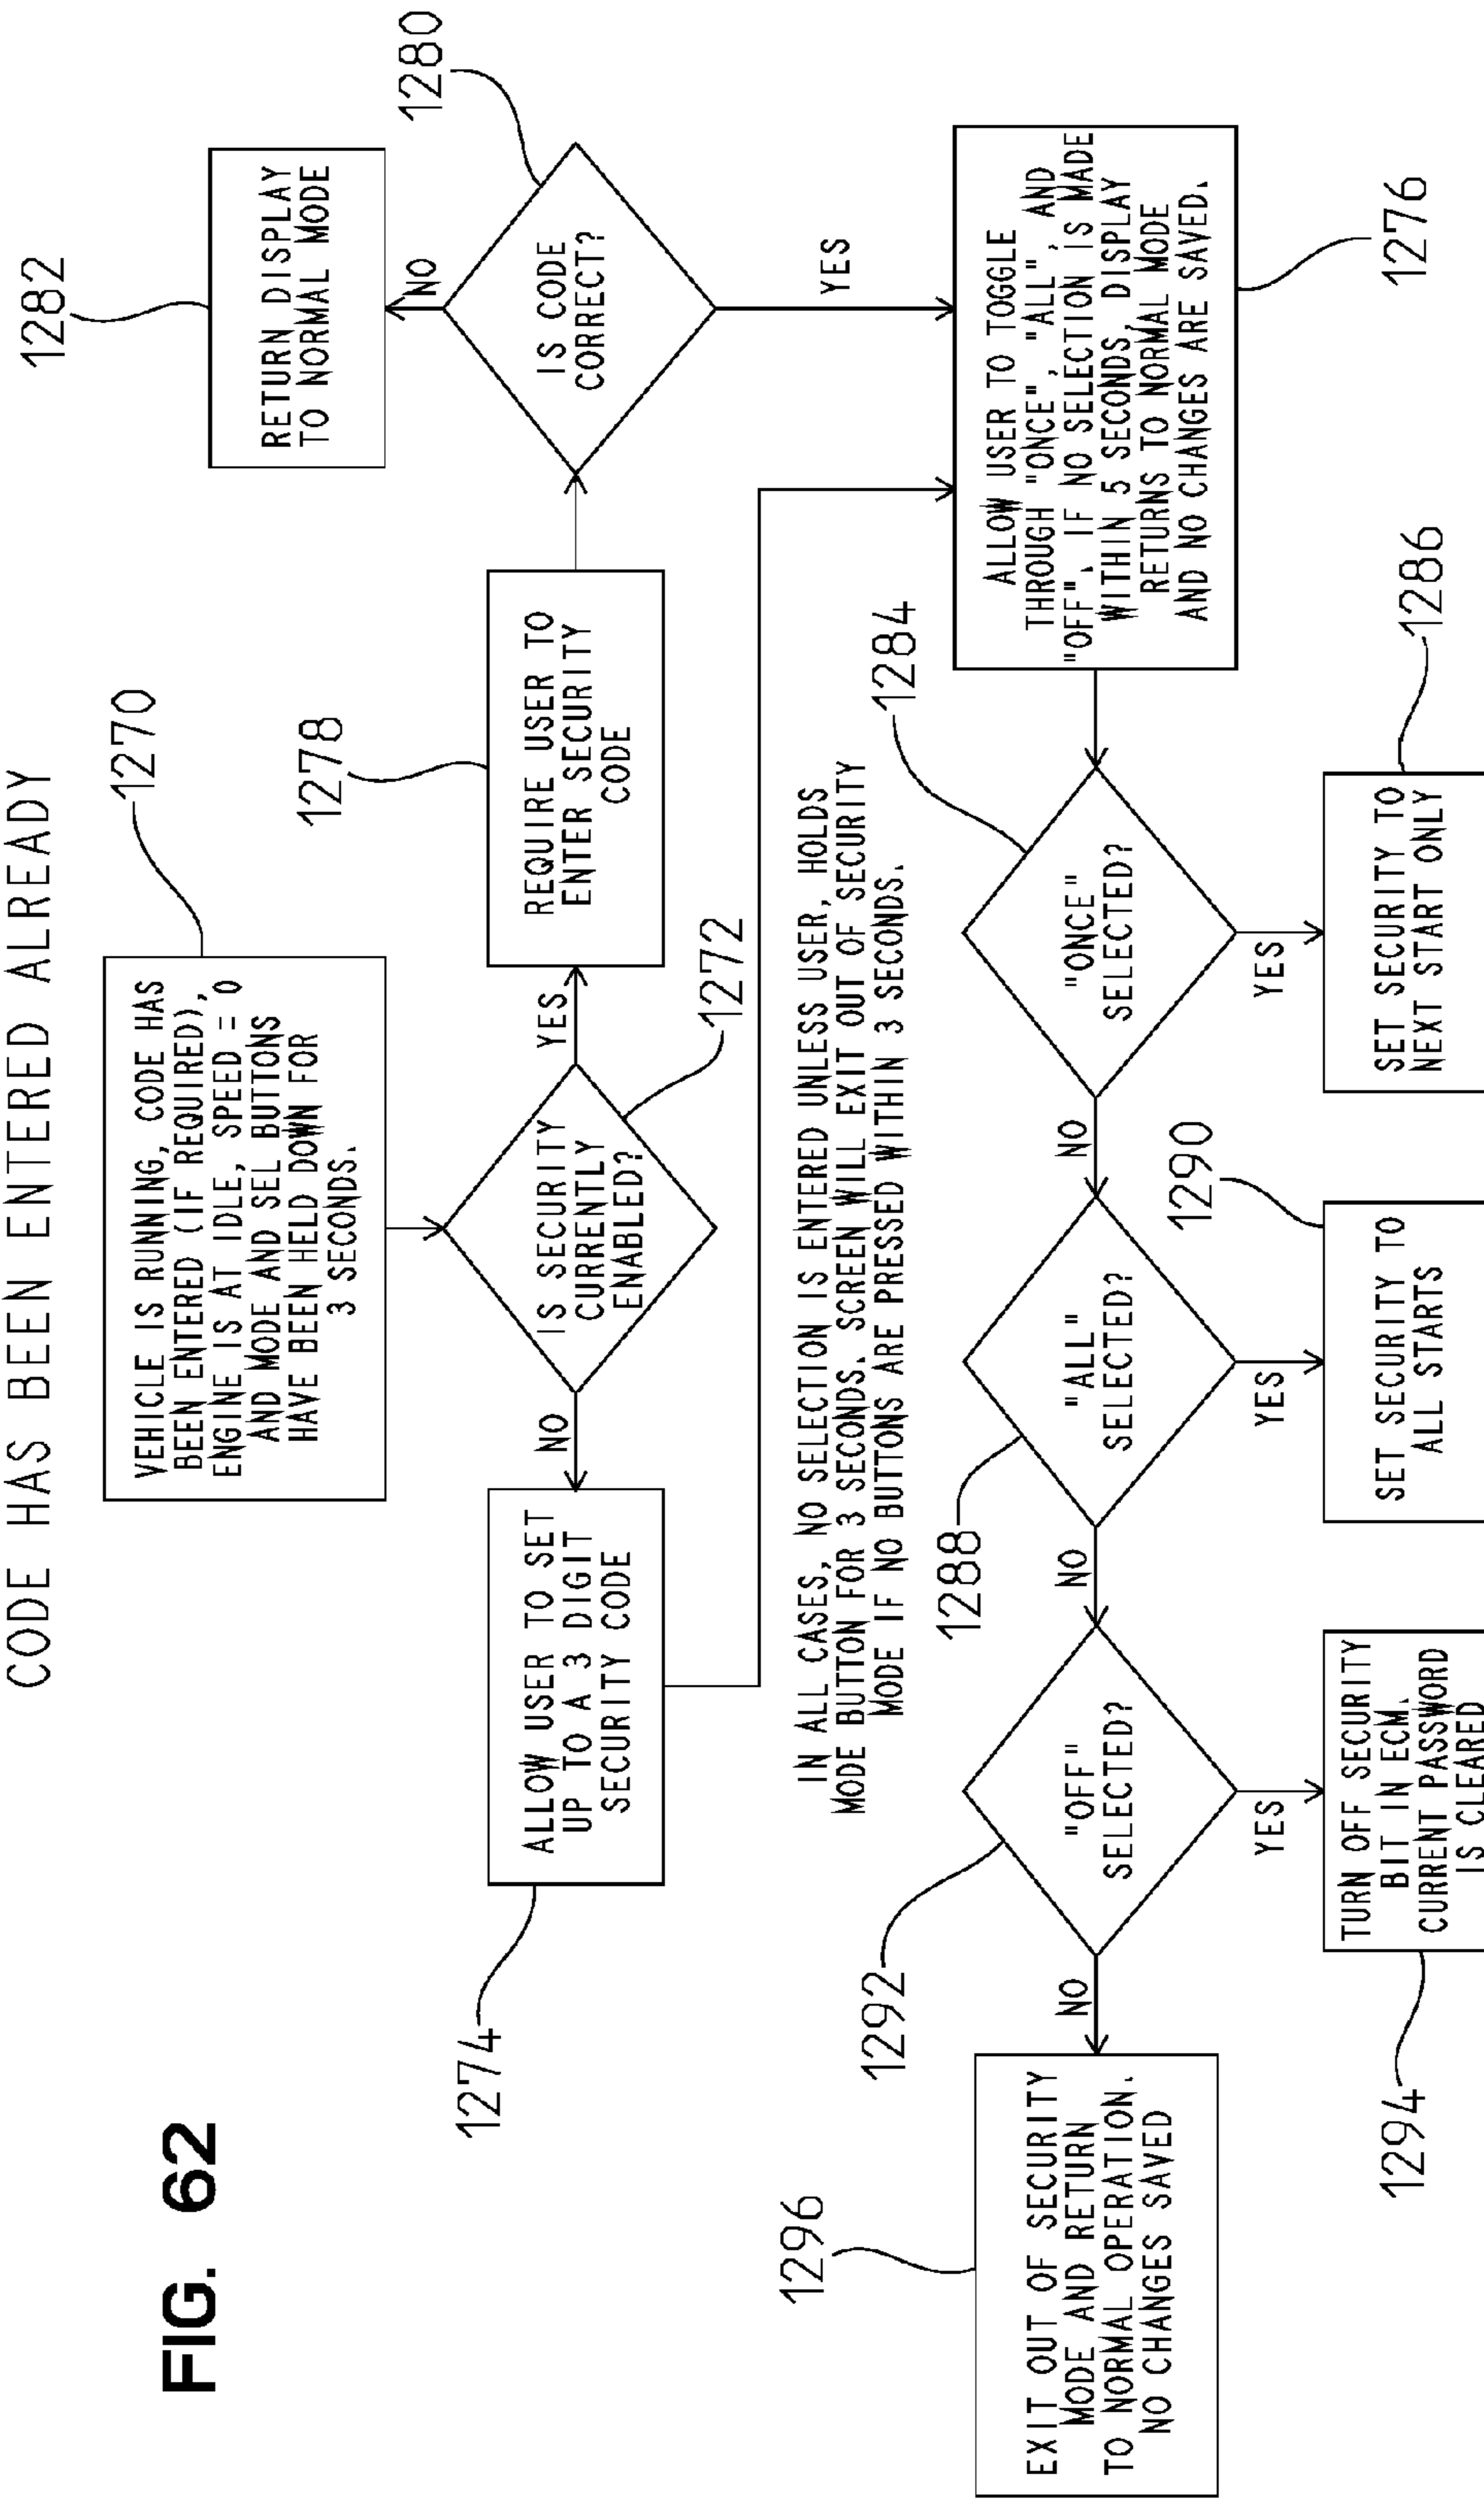 CODE HAS BEEN ENTERED ALREADY
FIG. 62
1270
VEHICLE IS RUNNING, CODE HAS
BEEN ENTERED (IF REQUIRED),
ENGINE IS AT IDLE, SPEED = 0
AND MODE AND SEL BUTTONS
HAVE BEEN HELD DOWN FOR
3 SECONDS.
1282
RETURN DISPLAY
TO NORMAL MODE
1274
ALLOW USER TO SET
UP TO A 3 DIGIT
SECURITY CODE
NO
IS SECURITY
CURRENTLY
ENABLED?
YES
1272
1278
REQUIRE USER TO
ENTER SECURITY
CODE
IS CODE
CORRECT?
1280
NO
YES
IN ALL CASES, NO SELECTION IS ENTERED UNLESS USER, HOLDS
MODE BUTTON FOR 3 SECONDS. SCREEN WILL EXIT OUT OF SECURITY
MODE IF NO BUTTONS ARE PRESSED WITHIN 3 SECONDS.
1296
EXIT OUT OF SECURITY
MODE AND RETURN
TO NORMAL OPERATION.
NO CHANGES SAVED
NO
1292
"OFF"
SELECTED?
NO
1288
"ALL"
SELECTED?
NO
1284
"ONCE"
SELECTED?
ALLOW USER TO TOGGLE
THROUGH "ONCE", "ALL", AND
"OFF". IF NO SELECTION IS MADE
WITHIN 5 SECONDS, DISPLAY
RETURNS TO NORMAL MODE
AND NO CHANGES ARE SAVED.
1276
YES
YES
YES
1294
TURN OFF SECURITY
BIT IN ECM.
CURRENT PASSWORD
IS CLEARED
1290
SET SECURITY TO
ALL STARTS
1286
SET SECURITY TO
NEXT START ONLY